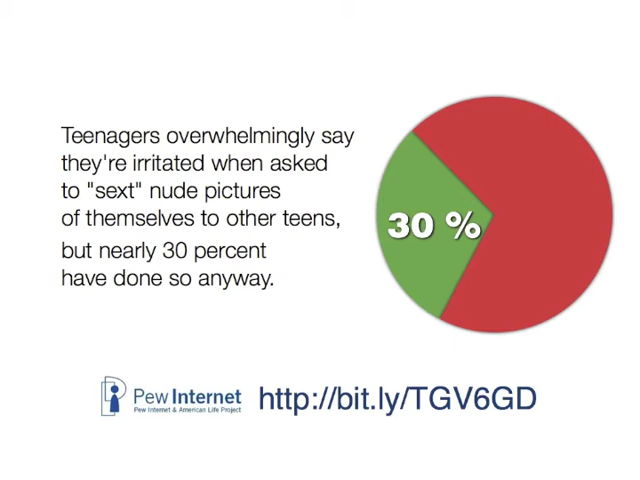 Teenagers overwhelmingly say
they're irritated when asked
to "sext" nude pictures
of themselves to other teens,
but nearly 30 percent
have done so anyway.
30 %
Pew Internet
Pew Internet & American Life Project
http://bit.ly/TGV6GD